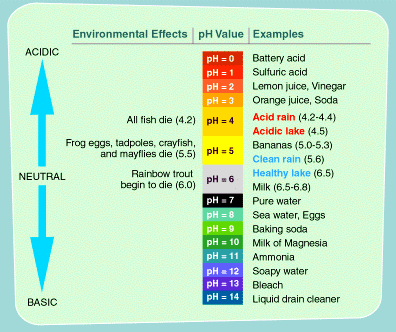 Environmental Effects pH Value Examples
ACIDIC
pH = 0 Battery acid
pH = 1 Sulfuric acid
pH = 2 Lemon juice, Vinegar
pH = 3 Orange juice, Soda
All fish die (4.2) pH = 4 Acid rain (4.2-4.4)
Acidic lake (4.5)
Frog eggs, tadpoles, crayfish, Bananas (5.0-5.3)
and mayflies die (5.5) pH = 5 Clean rain (5.6)
NEUTRAL
Rainbow trout pH = 6 Healthy lake (6.5)
begin to die (6.0) Milk (6.5-6.8)
pH = 7 Pure water
pH = 8 Sea water, Eggs
pH = 9 Baking soda
pH = 10 Milk of Magnesia
pH = 11 Ammonia
pH = 12 Soapy water
pH = 13 Bleach
BASIC
pH = 14 Liquid drain cleaner